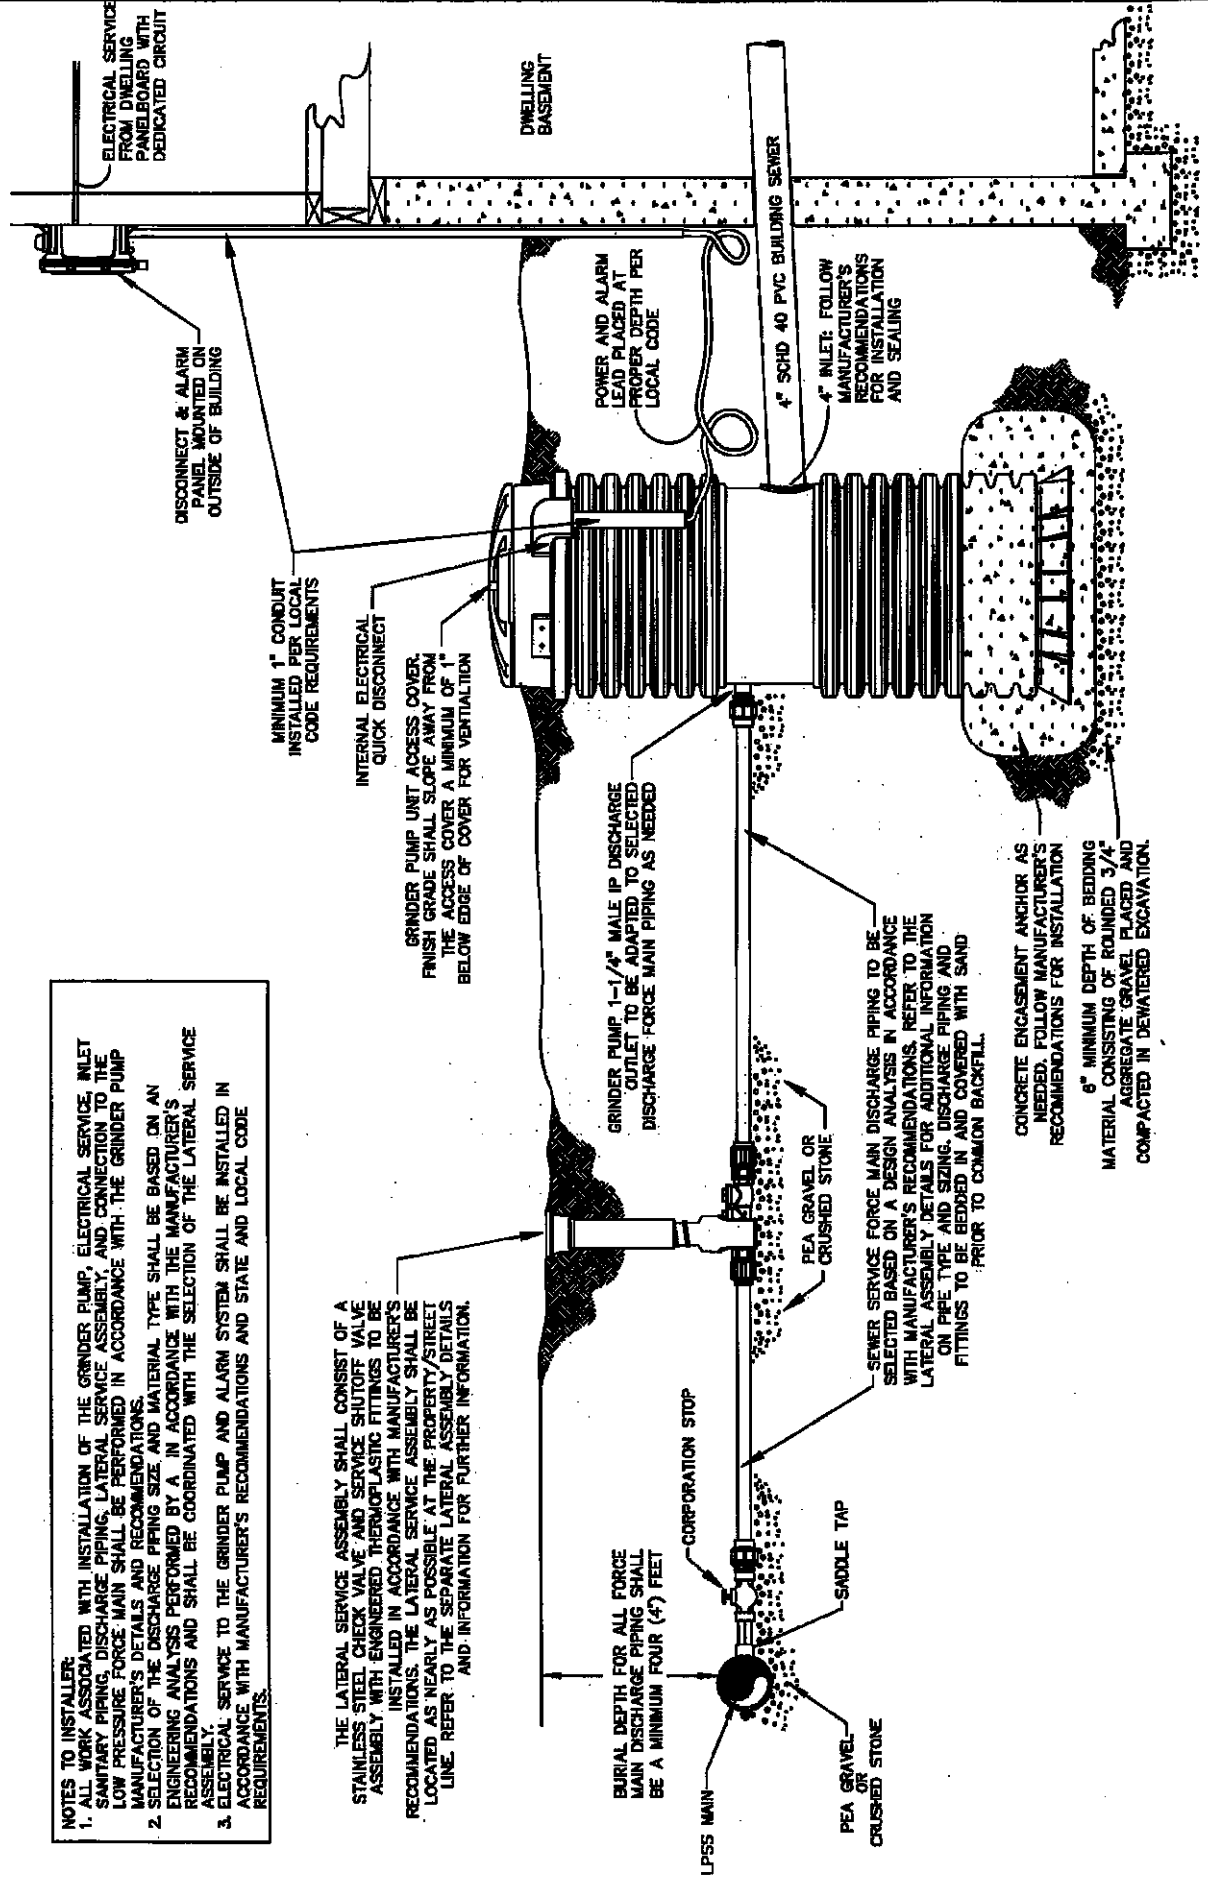 NOTES TO INSTALLER:
1. ALL WORK ASSOCIATED WITH INSTALLATION OF THE GRINDER PUMP, ELECTRICAL SERVICE, INLET
SANITARY PIPING, DISCHARGE PIPING, LATERAL SERVICE ASSEMBLY, AND CONNECTION TO THE
LOW PRESSURE FORCE MAIN SHALL BE PERFORMED IN ACCORDANCE WITH THE GRINDER PUMP
MANUFACTURER'S DETAILS AND RECOMMENDATIONS.
2. SELECTION OF THE DISCHARGE PIPING SIZE AND MATERIAL TYPE SHALL BE BASED ON AN
ENGINEERING ANALYSIS PERFORMED BY A IN ACCORDANCE WITH THE MANUFACTURER'S
RECOMMENDATIONS AND SHALL BE COORDINATED WITH THE SELECTION OF THE LATERAL SERVICE
ASSEMBLY.
3. ELECTRICAL SERVICE TO THE GRINDER PUMP AND ALARM SYSTEM SHALL BE INSTALLED IN
ACCORDANCE WITH MANUFACTURER'S RECOMMENDATIONS AND STATE AND LOCAL CODE
REQUIREMENTS.
ELECTRICAL SERVICE
FROM DWELLING
PANELBOARD WITH
DEDICATED CIRCUIT
DISCONNECT & ALARM
PANEL MOUNTED ON
OUTSIDE OF BUILDING
MINIMUM 1" CONDUIT
INSTALLED PER LOCAL
CODE REQUIREMENTS
INTERNAL ELECTRICAL
QUICK DISCONNECT
GRINDER PUMP UNIT ACCESS COVER.
FINISH GRADE SHALL SLOPE AWAY FROM
THE ACCESS COVER A MINIMUM OF 1"
BELOW EDGE OF COVER FOR VENTIALTION
THE LATERAL SERVICE ASSEMBLY SHALL CONSIST OF A
STAINLESS STEEL CHECK VALVE AND SERVICE SHUTOFF VALVE
ASSEMBLY WITH ENGINEERED THERMOPLASTIC FITTINGS TO BE
INSTALLED IN ACCORDANCE WITH MANUFACTURER'S
RECOMMENDATIONS. THE LATERAL SERVICE ASSEMBLY SHALL BE
LOCATED AS NEARLY AS POSSIBLE AT THE PROPERTY/STREET
LINE. REFER TO THE SEPARATE LATERAL ASSEMBLY DETAILS
AND INFORMATION FOR FURTHER INFORMATION.
DWELLING
BASEMENT
POWER AND ALARM
LEAD PLACED AT
PROPER DEPTH PER
LOCAL CODE
4" SCHD 40 PVC BUILDING SEWER
4" INLET: FOLLOW
MANUFACTURER'S
RECOMMENDATIONS
FOR INSTALLATION
AND SEALING
GRINDER PUMP 1-1/4" MALE IP DISCHARGE
OUTLET TO BE ADAPTED TO SELECTED
DISCHARGE FORCE MAIN PIPING AS NEEDED
BURIAL DEPTH FOR ALL FORCE
MAIN DISCHARGE PIPING SHALL
BE A MINIMUM FOUR (4') FEET
CORPORATION STOP
LPSS MAIN
SADDLE TAP
PEA GRAVEL
OR
CRUSHED STONE
PEA GRAVEL OR
CRUSHED STONE
SEWER SERVICE FORCE MAIN DISCHARGE PIPING TO BE
SELECTED BASED ON A DESIGN ANALYSIS IN ACCORDANCE
WITH MANUFACTURER'S RECOMMENDATIONS. REFER TO THE
LATERAL ASSEMBLY DETAILS FOR ADDITIONAL INFORMATION
ON PIPE TYPE AND SIZING. DISCHARGE PIPING AND
FITTINGS TO BE BEDDED IN AND COVERED WITH SAND
PRIOR TO COMMON BACKFILL.
CONCRETE ENCASEMENT ANCHOR AS
NEEDED. FOLLOW MANUFACTURER'S
RECOMMENDATIONS FOR INSTALLATION
6" MINIMUM DEPTH OF BEDDING
MATERIAL CONSISTING OF ROUNDED 3/4"
AGGREGATE GRAVEL PLACED AND
COMPACTED IN DEWATERED EXCAVATION.